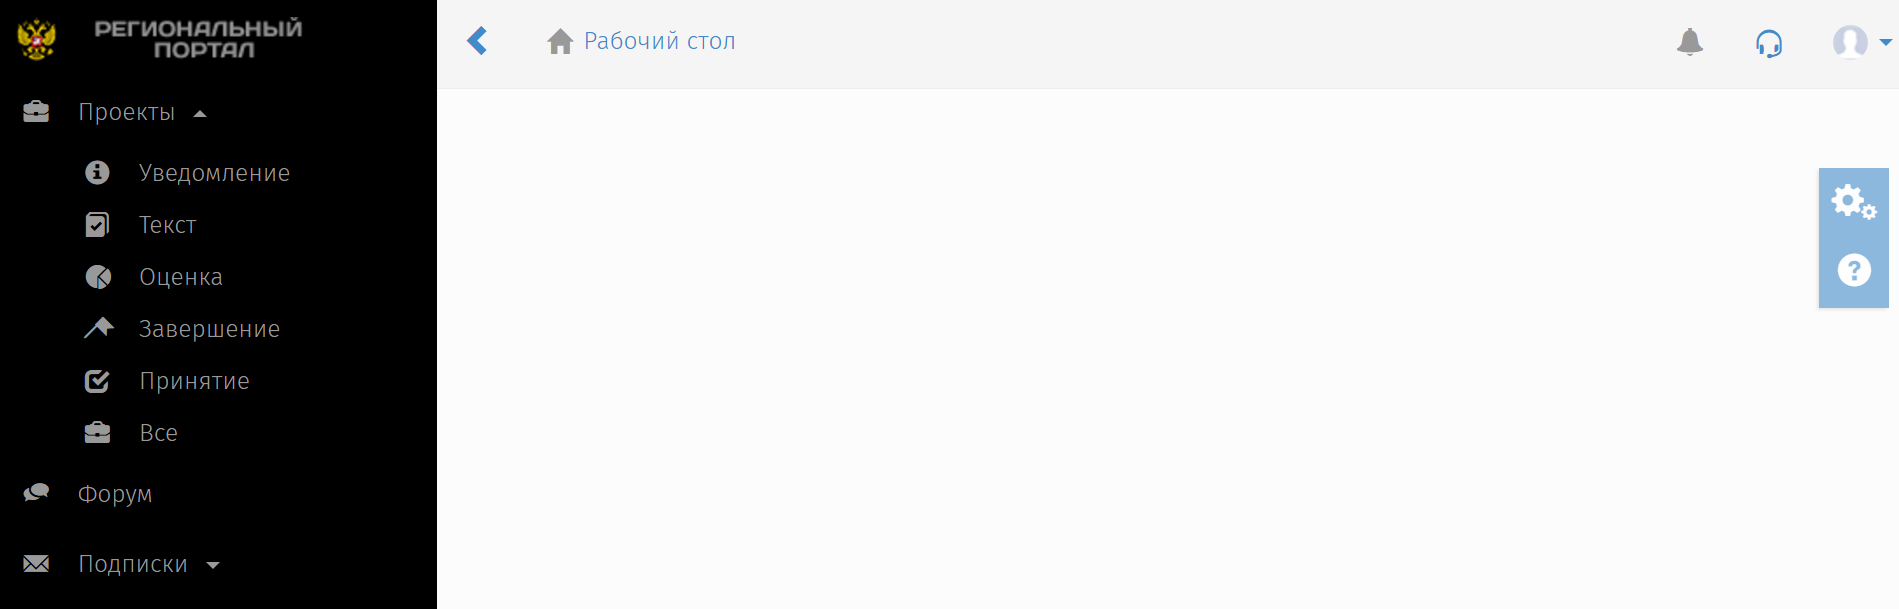 РЕГИОНАЛЬНЫЙ
ПОРТАЛ
Проекты
Уведомление
Текст
Оценка
Завершение
Принятие
Все
Форум
Подписки
Рабочий стол